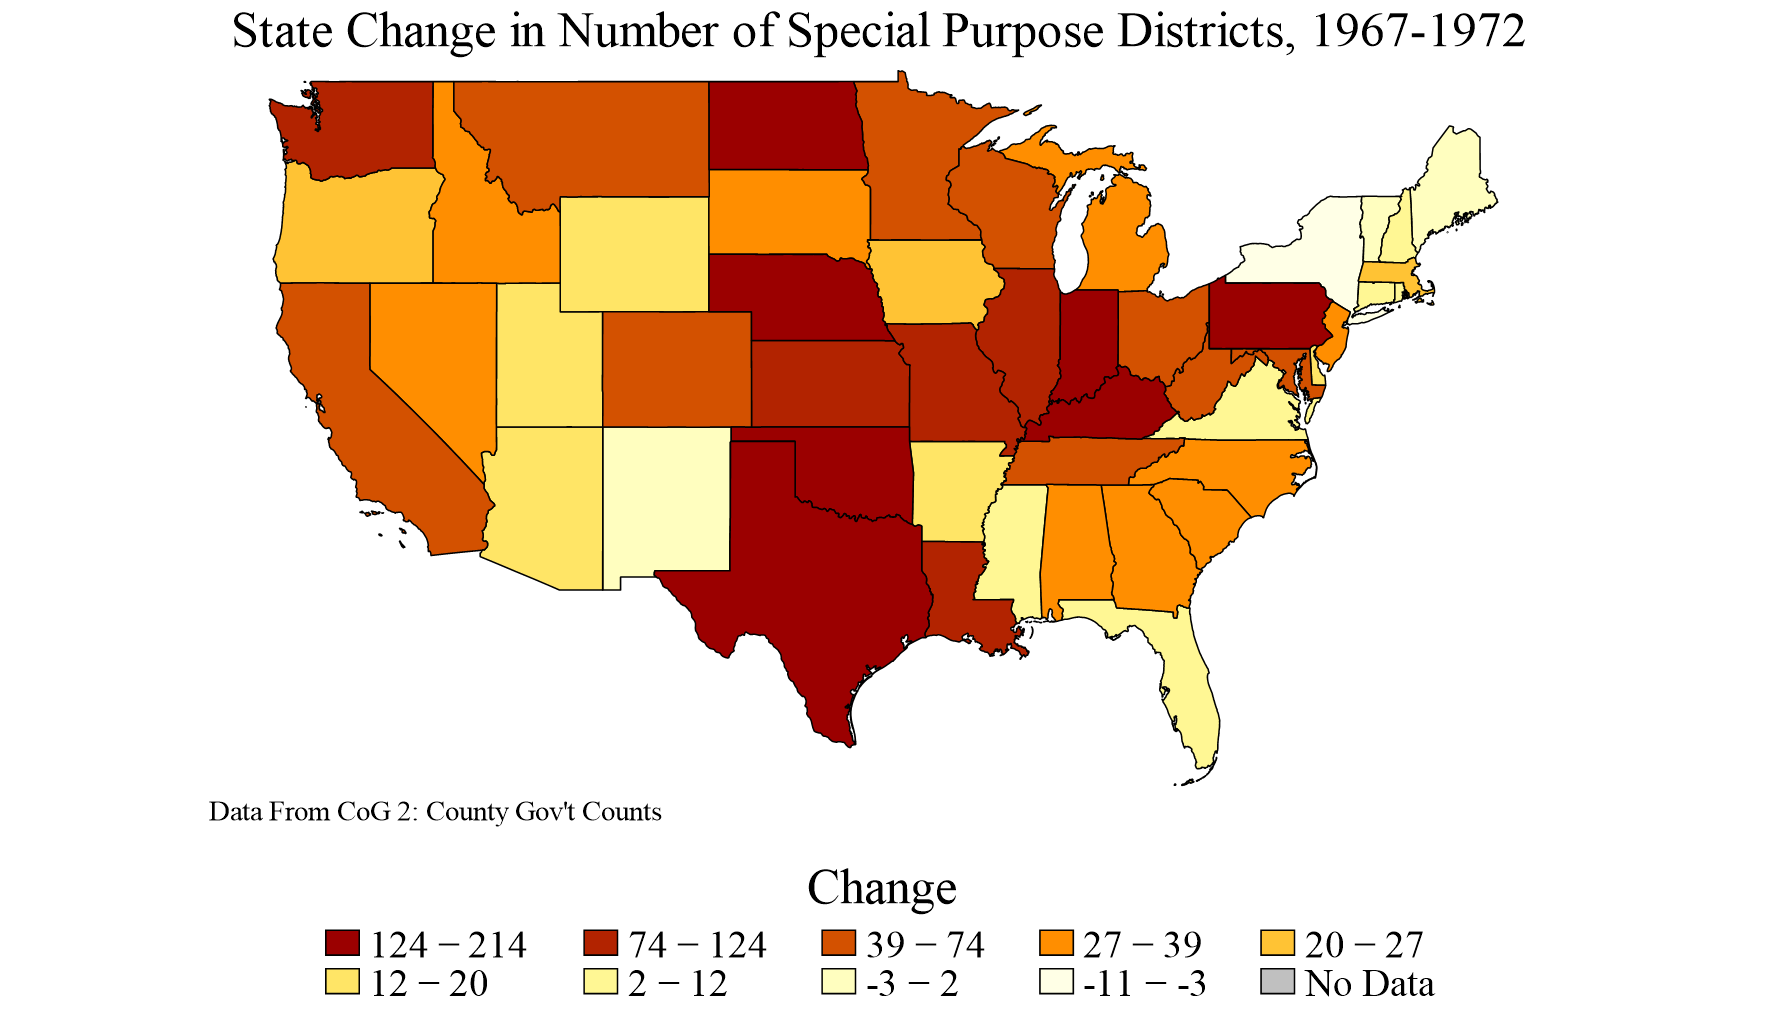 State Change in Number of Special Purpose Districts, 1967-1972
Data From CoG 2: County Gov't Counts
Change
124 − 214 74 − 124 39 − 74 27 − 39 20 − 27
12 − 20 2 − 12 -3 − 2 -11 − -3 No Data